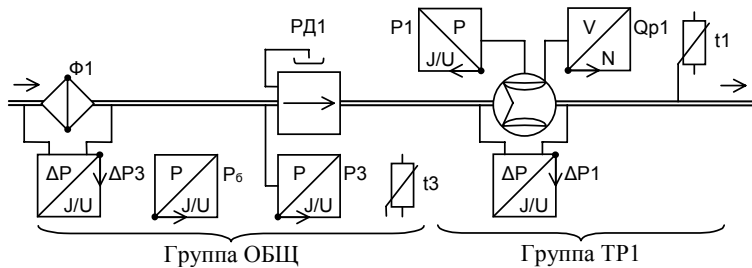 РД1
P1
P
J/U
V
N
Qp1
t1
Ф1
ΔP
J/U
ΔP3
P
J/U
Pб
P
J/U
P3
t3
ΔP
J/U
ΔP1
Группа ОБЩ
Группа ТР1